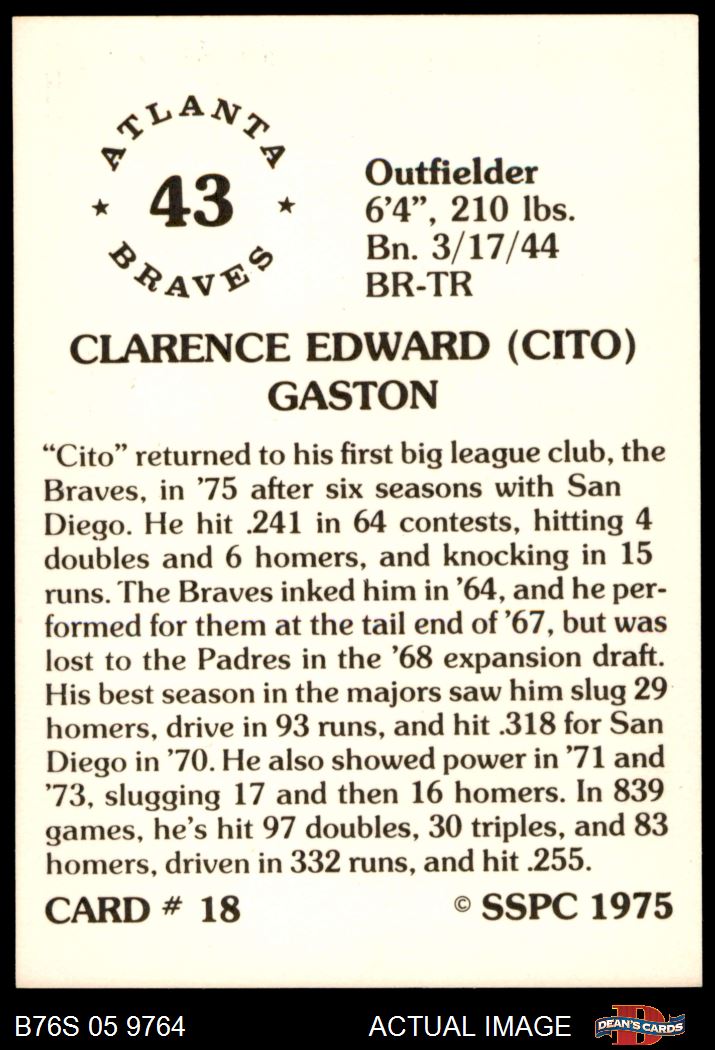 ATLANTA
★ 43 ★
BRAVES
Outfielder
6'4", 210 lbs.
Bn. 3/17/44
BR-TR
CLARENCE EDWARD (CITO)
GASTON
“Cito” returned to his first big league club, the
Braves, in ’75 after six seasons with San
Diego. He hit .241 in 64 contests, hitting 4
doubles and 6 homers, and knocking in 15
runs. The Braves inked him in ’64, and he per-
formed for them at the tail end of ’67, but was
lost to the Padres in the ’68 expansion draft.
His best season in the majors saw him slug 29
homers, drive in 93 runs, and hit .318 for San
Diego in ’70. He also showed power in ’71 and
’73, slugging 17 and then 16 homers. In 839
games, he’s hit 97 doubles, 30 triples, and 83
homers, driven in 332 runs, and hit .255.
CARD # 18 © SSPC 1975
B76S 05 9764 ACTUAL IMAGE D DEAN'S CARDS